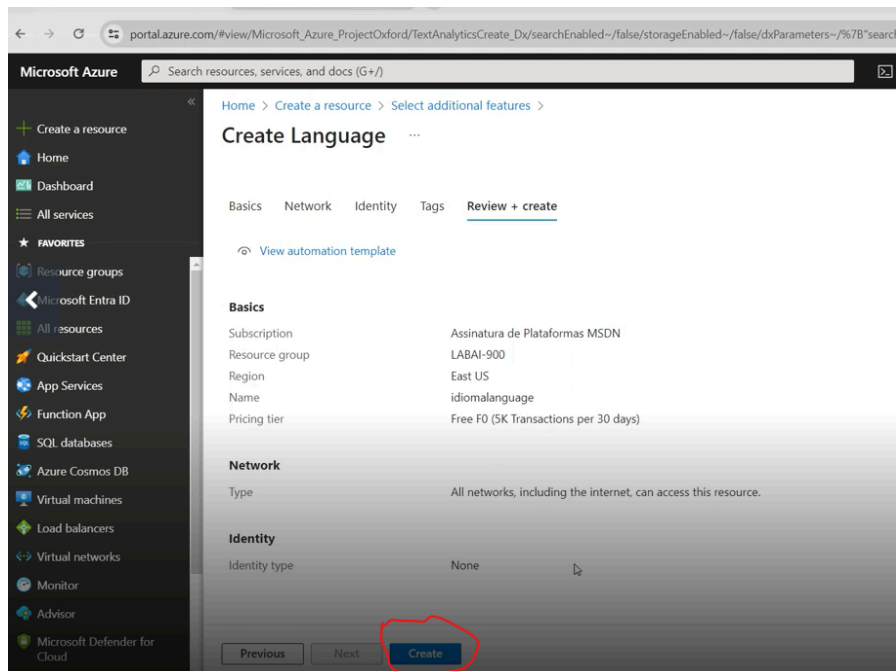 portal.azure.com/#view/Microsoft_Azure_ProjectOxford/TextAnalyticsCreate_Dx/searchEnabled~/false/storageEnabled~/false/dxParameters~/%7B"search
Microsoft Azure
Search resources, services, and docs (G+/)
Create a resource
Home
Dashboard
All services
FAVORITES
Resource groups
Microsoft Entra ID
All resources
Quickstart Center
App Services
Function App
SQL databases
Azure Cosmos DB
Virtual machines
Load balancers
Virtual networks
Monitor
Advisor
Microsoft Defender for
Cloud
Home > Create a resource > Select additional features >
Create Language ...
Basics Network Identity Tags Review + create
View automation template
Basics
Subscription Assinatura de Plataformas MSDN
Resource group LABAI-900
Region East US
Name idiomalanguage
Pricing tier Free F0 (5K Transactions per 30 days)
Network
Type All networks, including the internet, can access this resource.
Identity
Identity type None
Previous Next Create